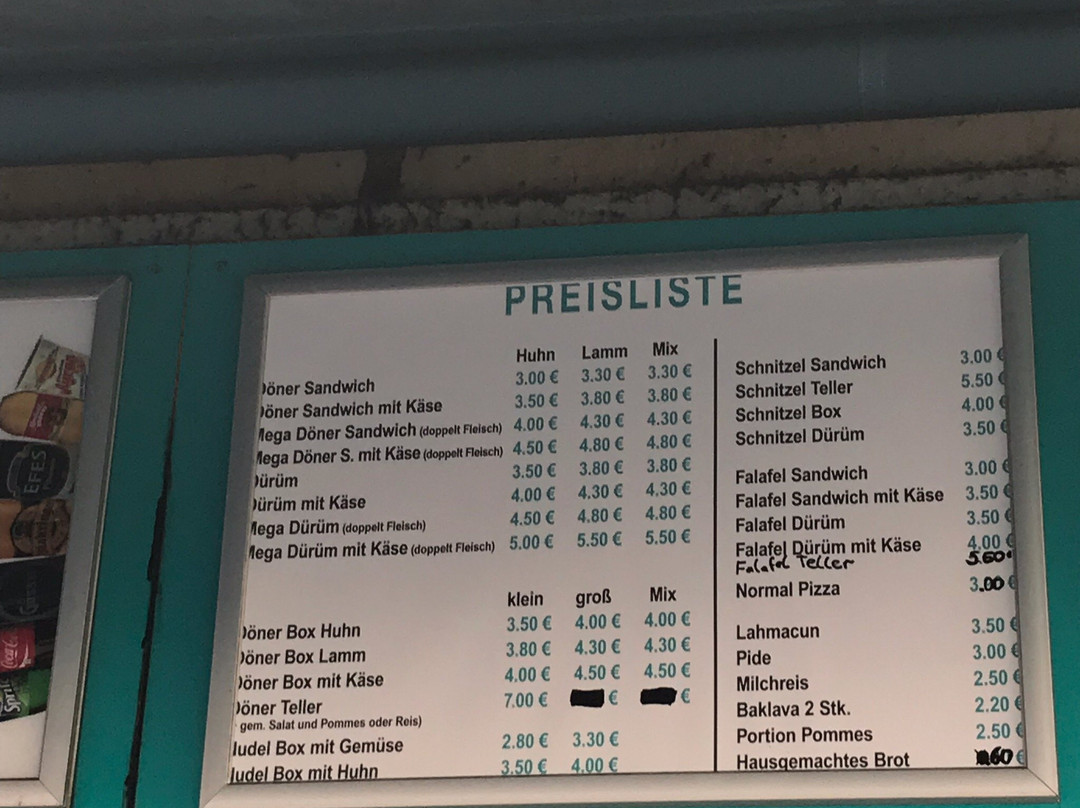 PREISLISTE
Huhn Lamm Mix
Döner Sandwich 3.00 € 3.30 € 3.30 €
Döner Sandwich mit Käse 3.50 € 3.80 € 3.80 €
Mega Döner Sandwich (doppelt Fleisch) 4.00 € 4.30 € 4.30 €
Mega Döner S. mit Käse (doppelt Fleisch) 4.50 € 4.80 € 4.80 €
Dürüm 3.50 € 3.80 € 3.80 €
Dürüm mit Käse 4.00 € 4.30 € 4.30 €
Mega Dürüm (doppelt Fleisch) 4.50 € 4.80 € 4.80 €
Mega Dürüm mit Käse (doppelt Fleisch) 5.00 € 5.50 € 5.50 €
klein groß Mix
Döner Box Huhn 3.50 € 4.00 € 4.00 €
Döner Box Lamm 3.80 € 4.30 € 4.30 €
Döner Box mit Käse 4.00 € 4.50 € 4.50 €
Döner Teller 7.00 € € €
gem. Salat und Pommes oder Reis)
Nudel Box mit Gemüse 2.80 € 3.30 €
Nudel Box mit Huhn 3.50 € 4.00 €
Schnitzel Sandwich 3.00 €
Schnitzel Teller 5.50 €
Schnitzel Box 4.00 €
Schnitzel Dürüm 3.50 €
Falafel Sandwich 3.00 €
Falafel Sandwich mit Käse 3.50 €
Falafel Dürüm 3.50 €
Falafel Dürüm mit Käse 4.00 €
Falafel Teller 5.60
Normal Pizza 3.00 €
Lahmacun 3.50 €
Pide 3.00 €
Milchreis 2.50 €
Baklava 2 Stk. 2.20 €
Portion Pommes 2.50 €
Hausgemachtes Brot 60 €
EFES
Coca-Cola
Sprite